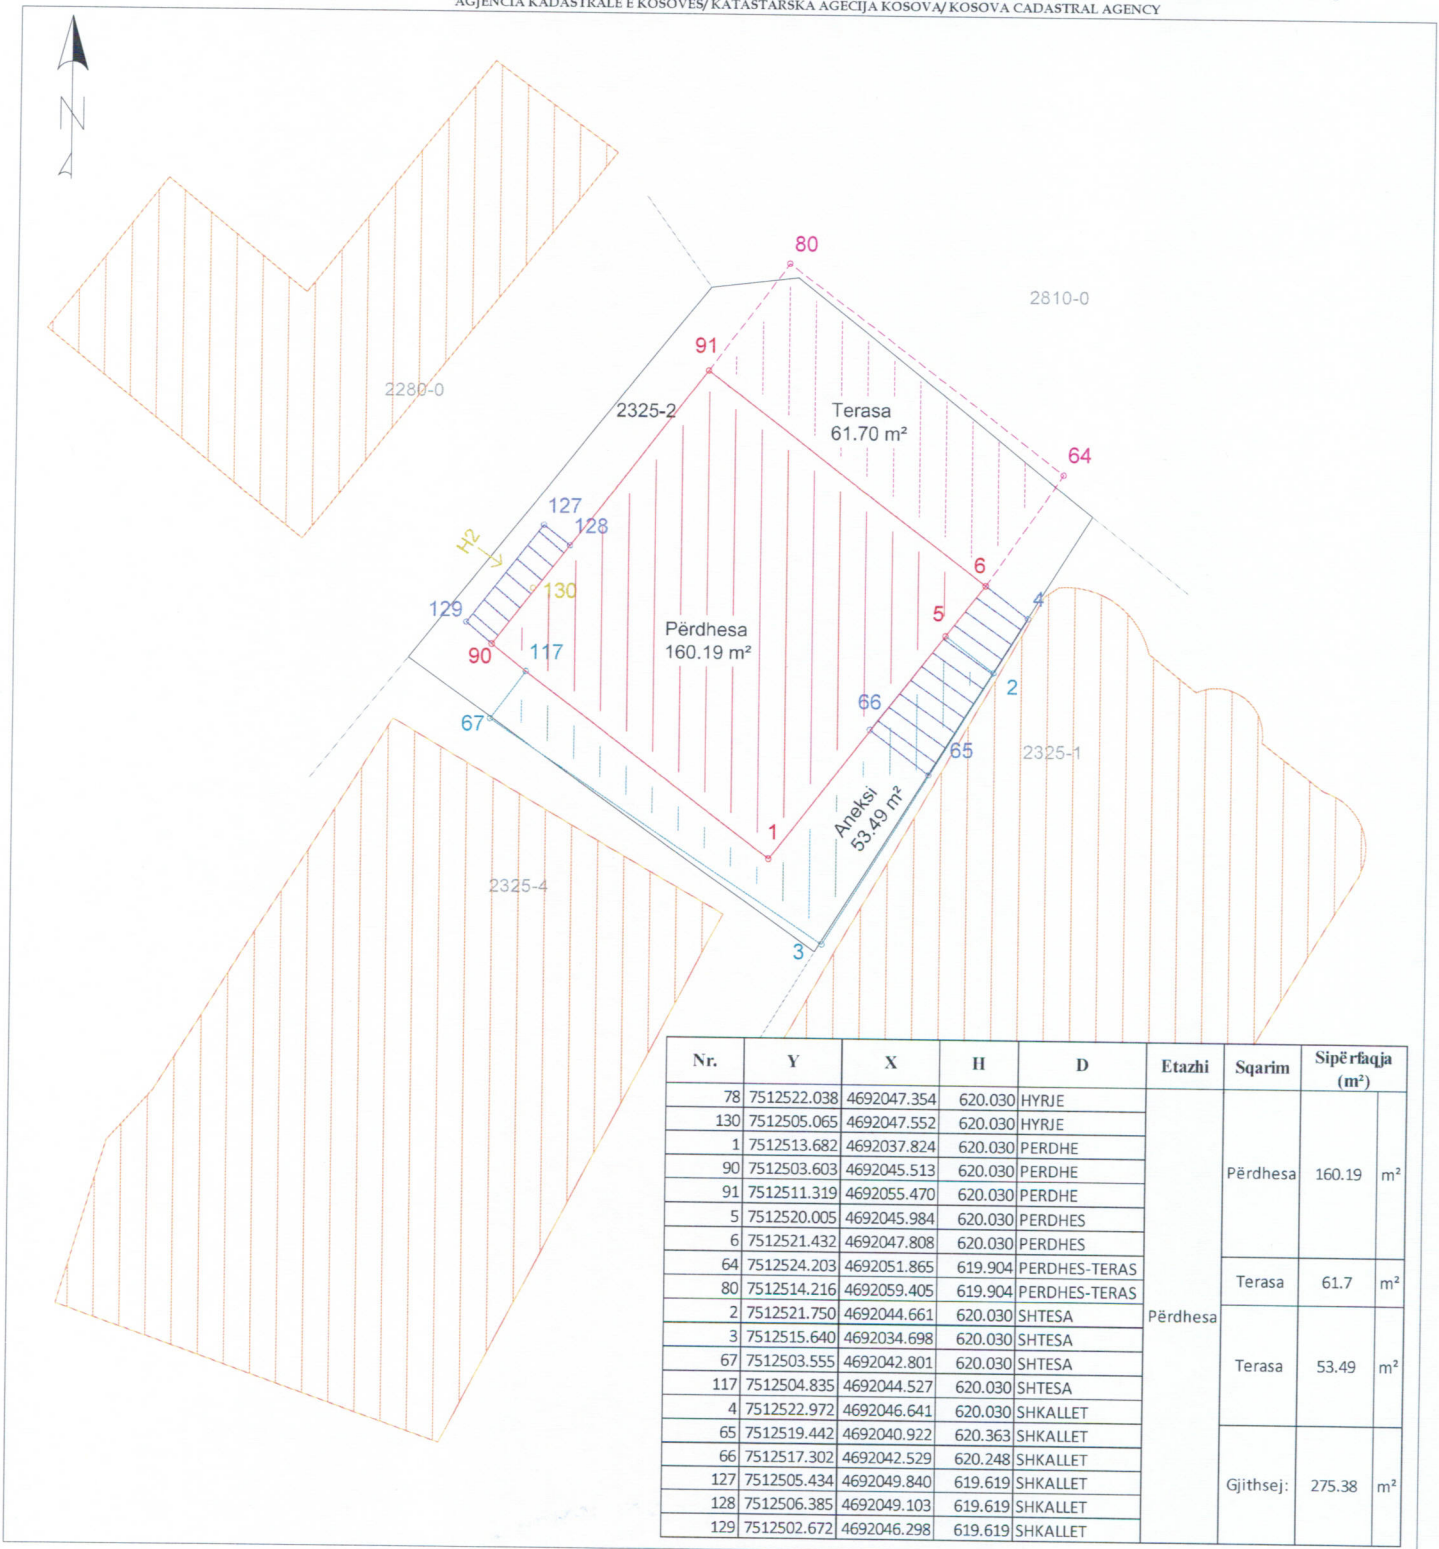 AGJENCIA KADASTRALE E KOSOVËS/ KATASTARSKA AGECIJA KOSOVA/ KOSOVA CADASTRAL AGENCY
N
80
2810-0
91
2280-0
2325-2
Terasa
61.70 m²
64
127
128
H2
6
130
4
129
5
Përdhesa
160.19 m²
90
117
2
66
67
65
2325-1
Aneksi
53.49 m²
1
2325-4
3
Nr. Y X H D Etazhi Sqarim Sipërfaqja (m²)
78 7512522.038 4692047.354 620.030 HYRJE
130 7512505.065 4692047.552 620.030 HYRJE
1 7512513.682 4692037.824 620.030 PERDHE
90 7512503.603 4692045.513 620.030 PERDHE
Përdhesa 160.19 m²
91 7512511.319 4692055.470 620.030 PERDHE
5 7512520.005 4692045.984 620.030 PERDHES
6 7512521.432 4692047.808 620.030 PERDHES
64 7512524.203 4692051.865 619.904 PERDHES-TERAS
Terasa 61.7 m²
80 7512514.216 4692059.405 619.904 PERDHES-TERAS
2 7512521.750 4692044.661 620.030 SHTESA
Përdhesa
3 7512515.640 4692034.698 620.030 SHTESA
67 7512503.555 4692042.801 620.030 SHTESA
Terasa 53.49 m²
117 7512504.835 4692044.527 620.030 SHTESA
4 7512522.972 4692046.641 620.030 SHKALLET
65 7512519.442 4692040.922 620.363 SHKALLET
66 7512517.302 4692042.529 620.248 SHKALLET
127 7512505.434 4692049.840 619.619 SHKALLET
Gjithsej: 275.38 m²
128 7512506.385 4692049.103 619.619 SHKALLET
129 7512502.672 4692046.298 619.619 SHKALLET